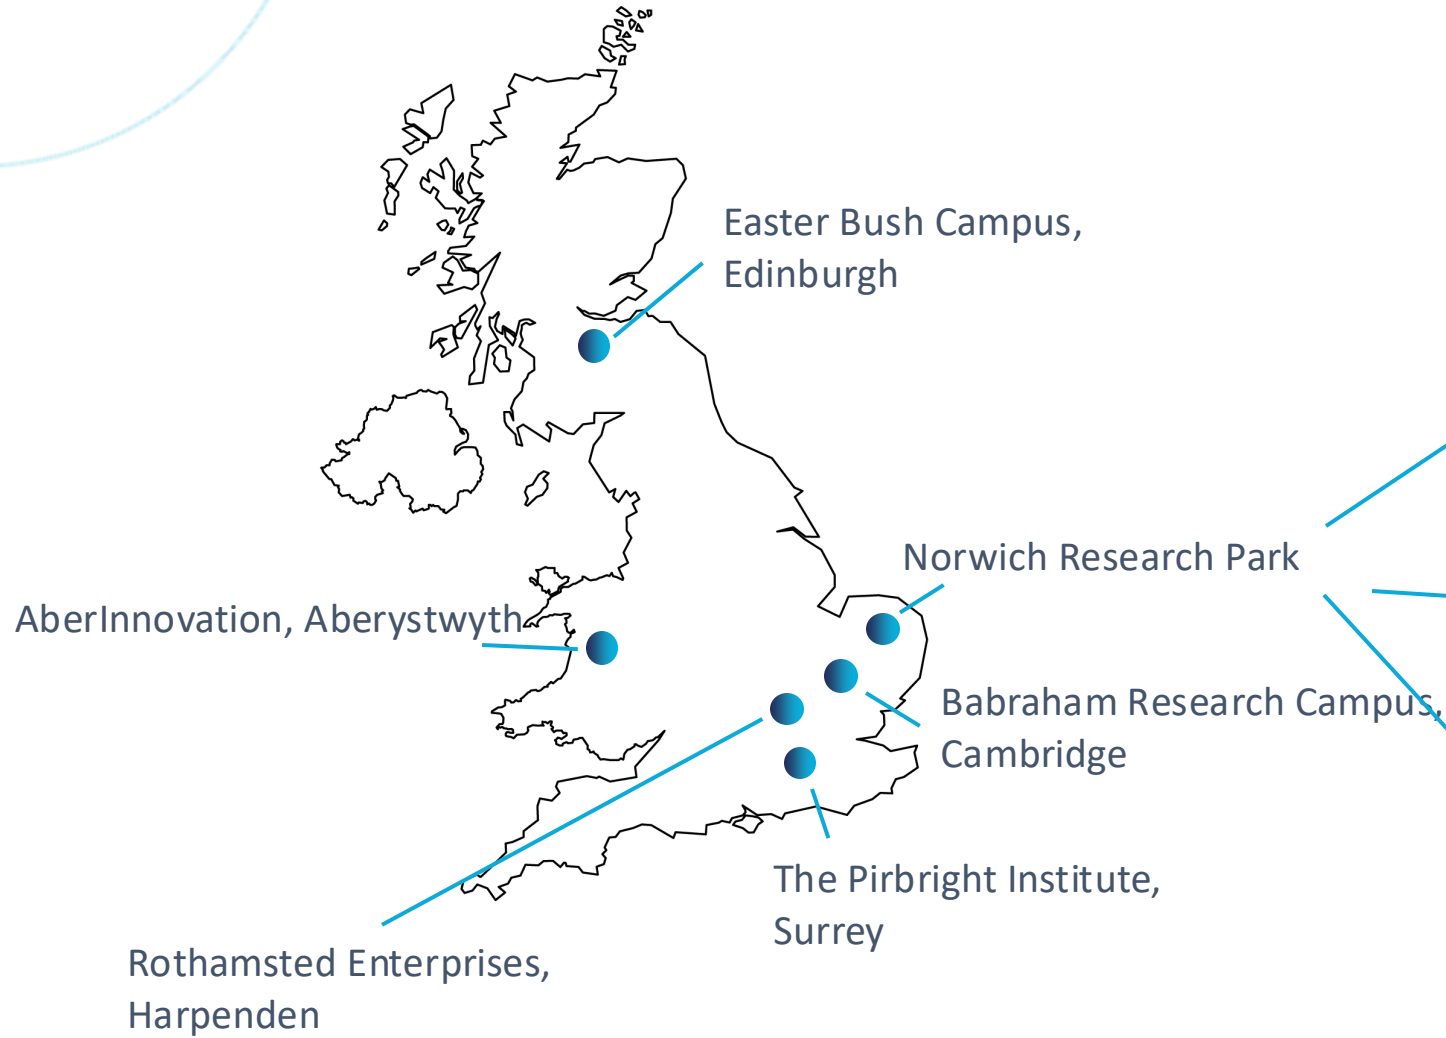 Easter Bush Campus,
Edinburgh
Norwich Research Park
AberInnovation, Aberystwyth
Babraham Research Campus,
Cambridge
The Pirbright Institute,
Surrey
Rothamsted Enterprises,
Harpenden